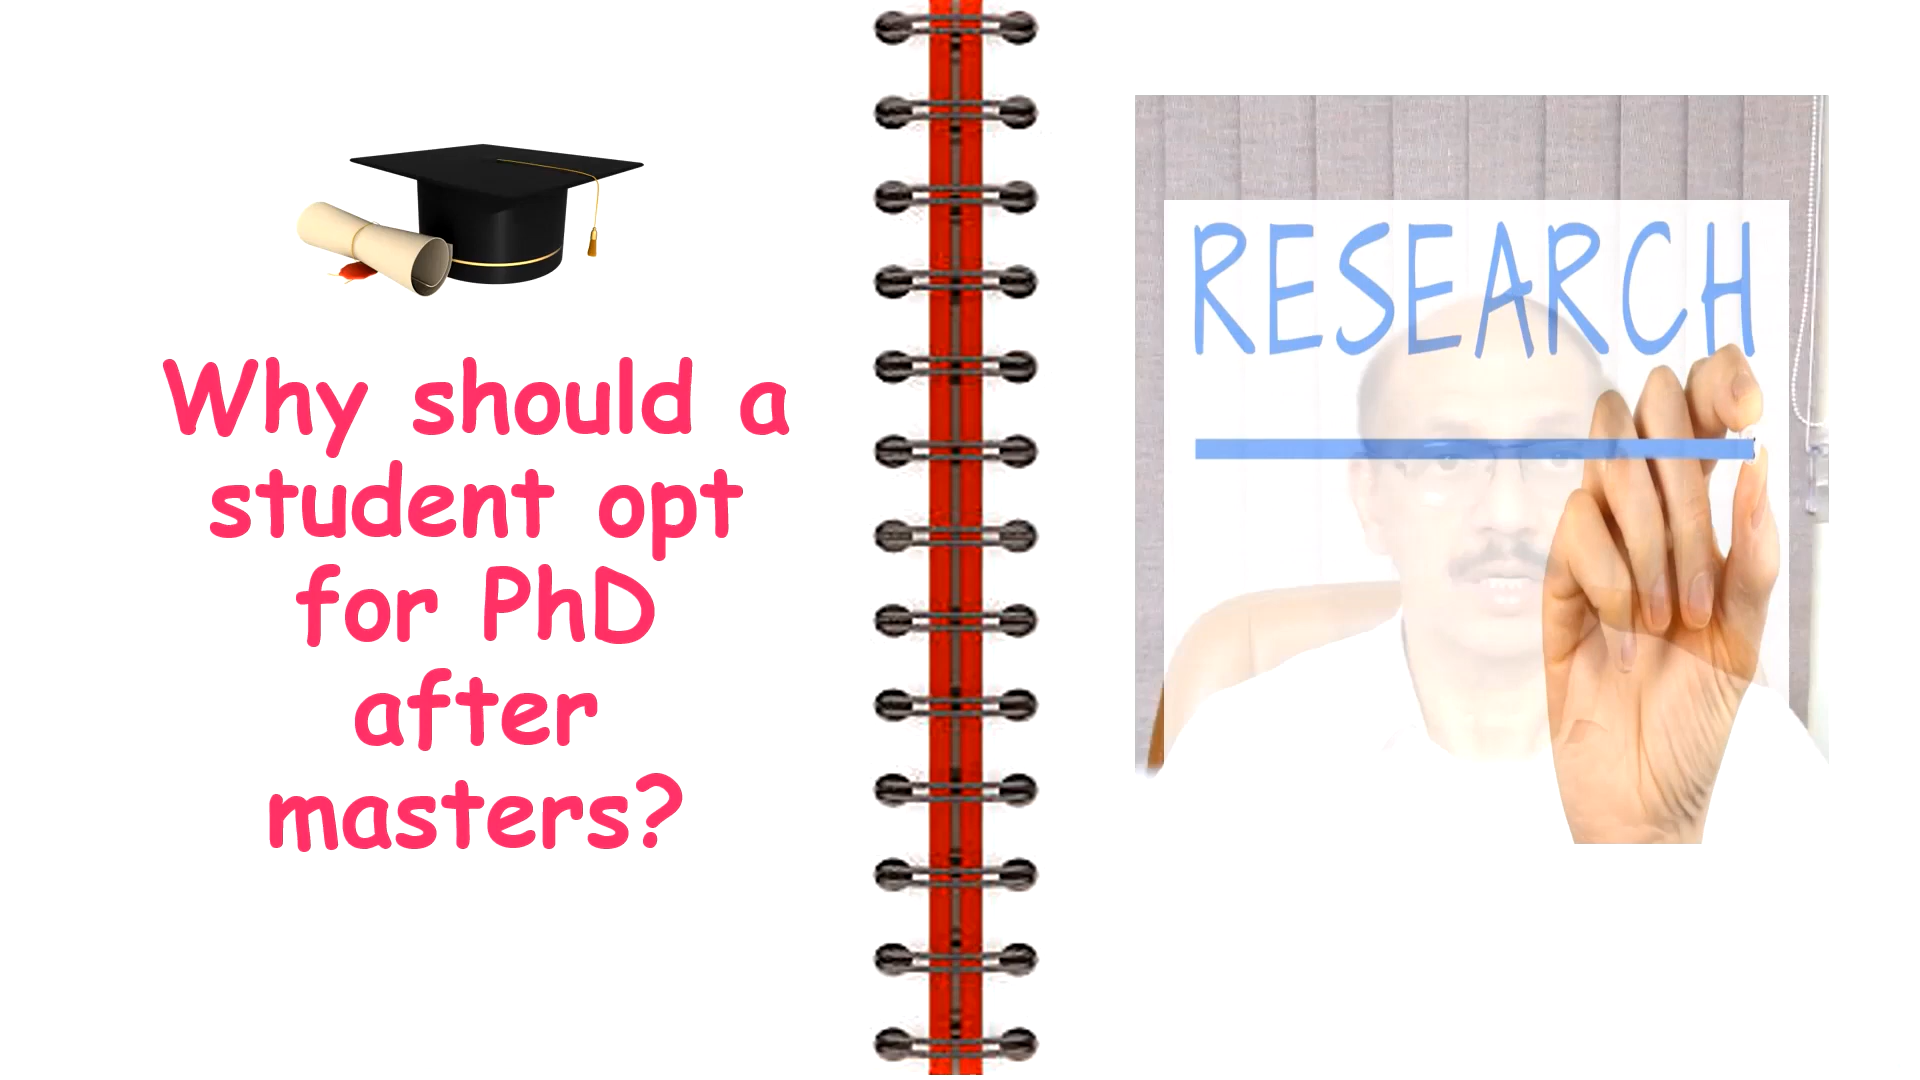 Why should a
student opt
for PhD
after
masters?
RESEARCH